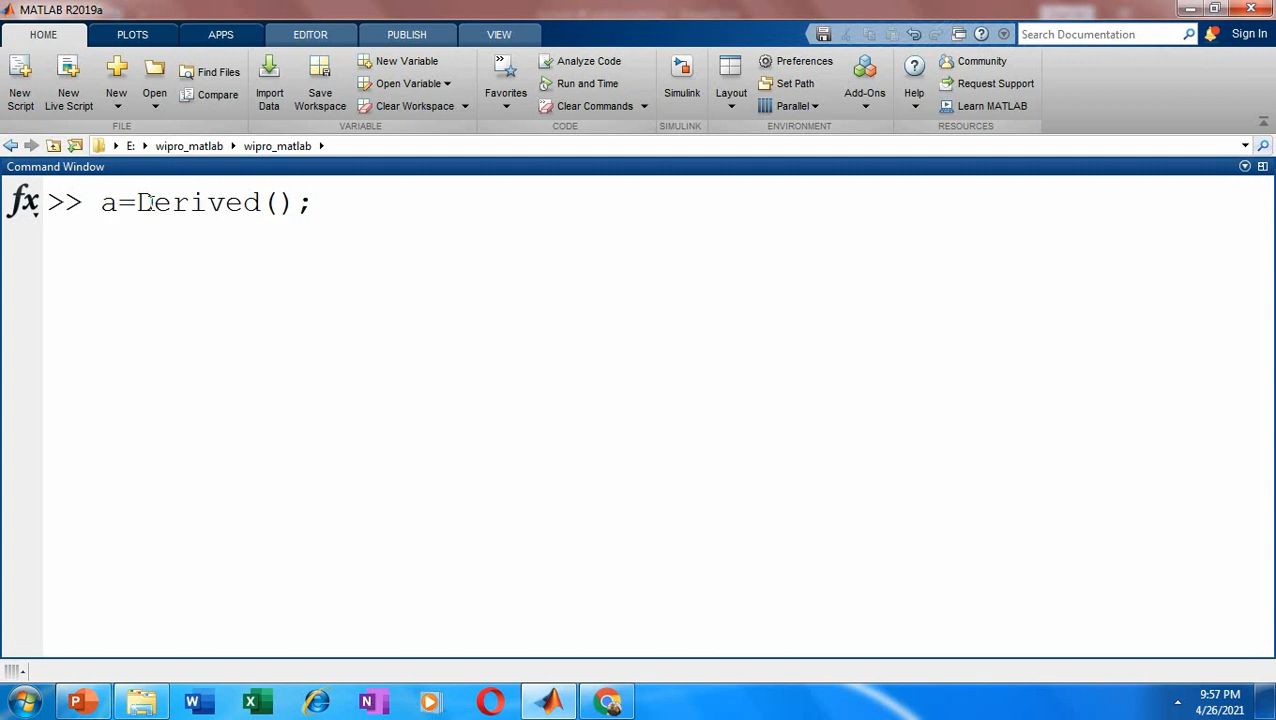 MATLAB R2019a
HOME PLOTS APPS EDITOR PUBLISH VIEW Search Documentation Sign In
New Script
New Live Script
New
Open
Find Files
Compare
Import Data
Save Workspace
New Variable
Open Variable
Clear Workspace
Favorites
Analyze Code
Run and Time
Clear Commands
Simulink
Layout
Preferences
Set Path
Parallel
Add-Ons
Help
Community
Request Support
Learn MATLAB
FILE VARIABLE CODE SIMULINK ENVIRONMENT RESOURCES
E: wipro_matlab wipro_matlab
Command Window
fx >> a=Derived();
9:57 PM
4/26/2021